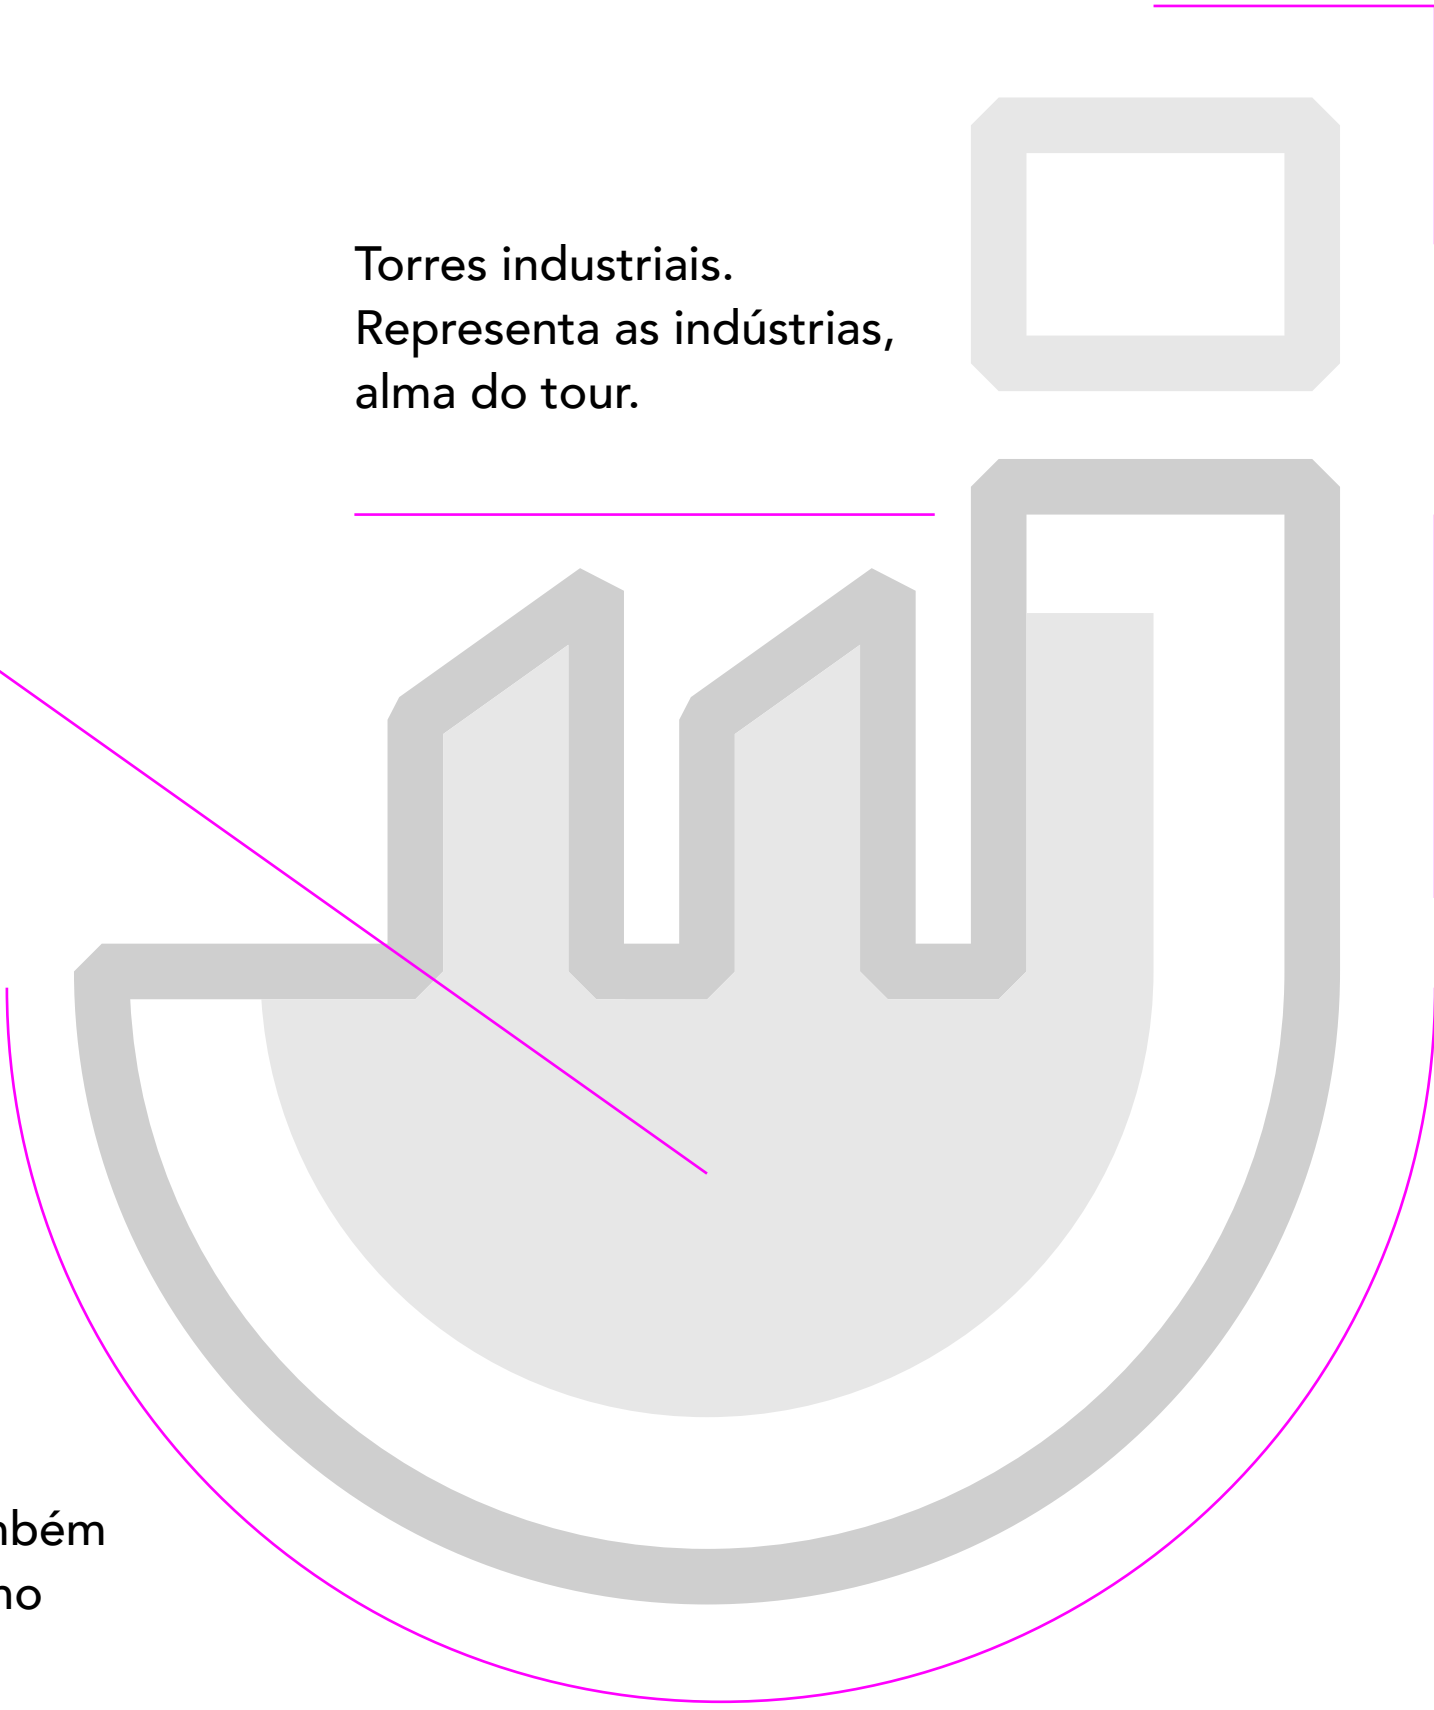 Torres industriais.
Representa as indústrias,
alma do tour.